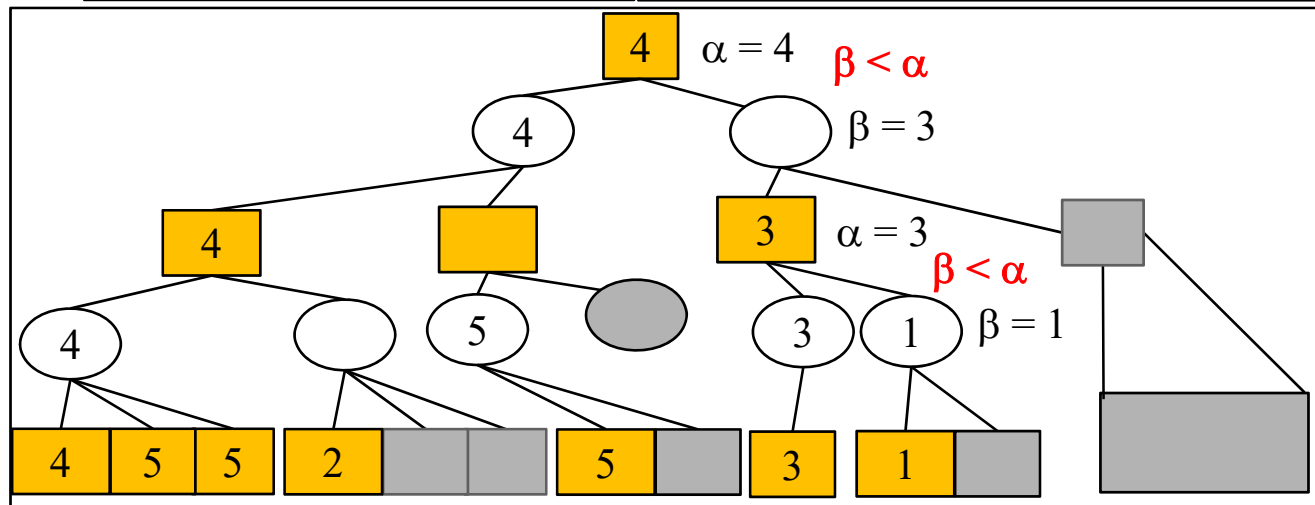 4 α = 4 β < α
4 β = 3
4 3 α = 3
β < α
4 5 3 1 β = 1
4 5 5 2 5 3 1